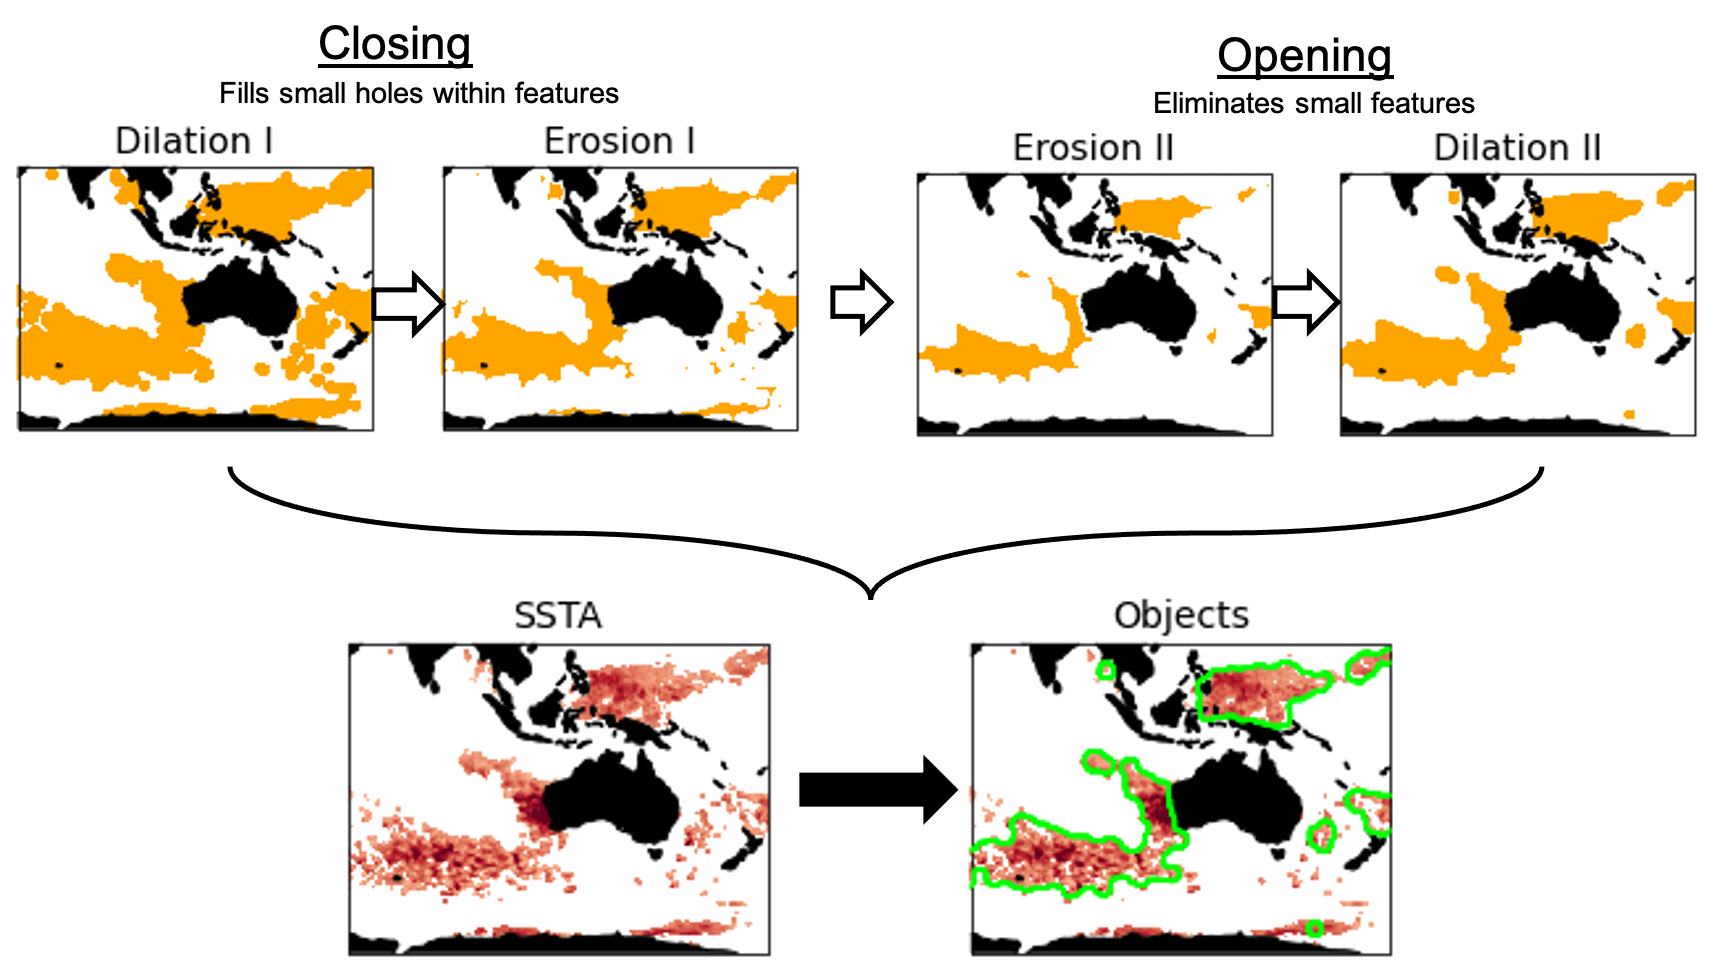 Closing
Fills small holes within features
Opening
Eliminates small features
Dilation I
Erosion I
Erosion II
Dilation II
SSTA
Objects